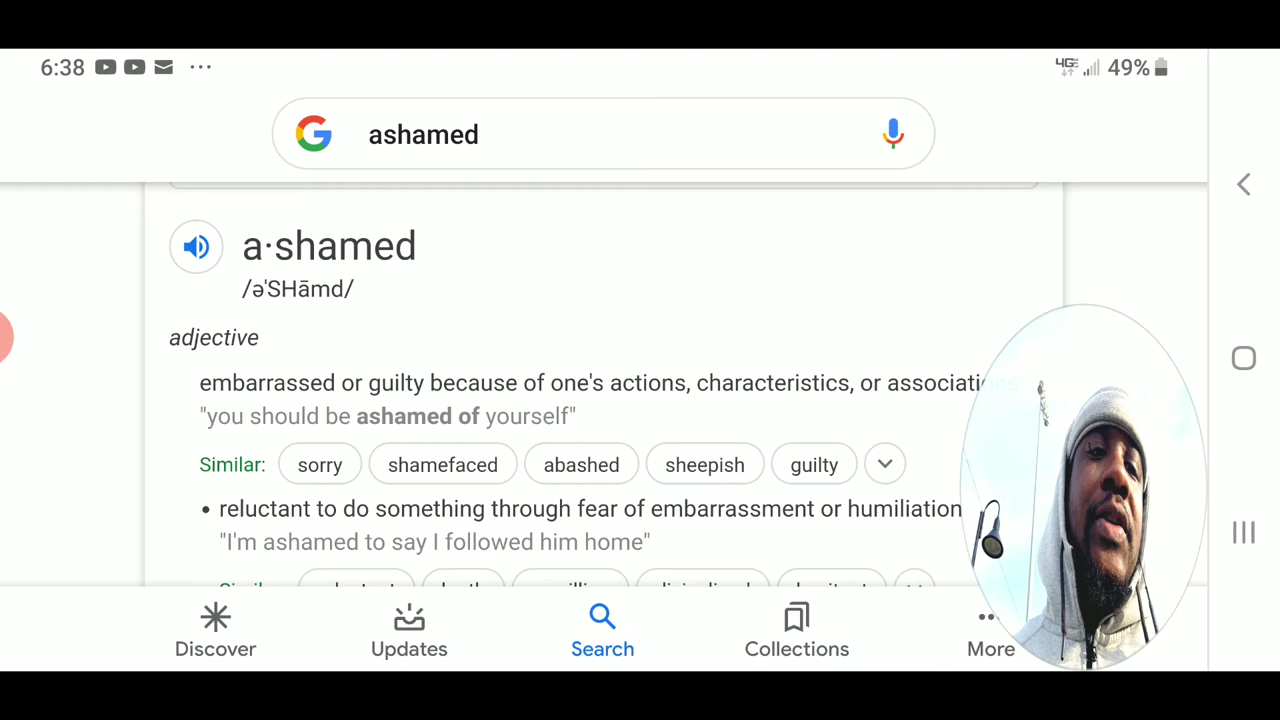 6:38 ... 4G 49%
ashamed
a·shamed
/əˈSHāmd/
adjective
embarrassed or guilty because of one's actions, characteristics, or
"you should be ashamed of yourself"
Similar: sorry shamefaced abashed sheepish guilty
• reluctant to do something through fear of embarrassment or humiliation
"I'm ashamed to say I followed him home"
Discover Updates Search Collections More